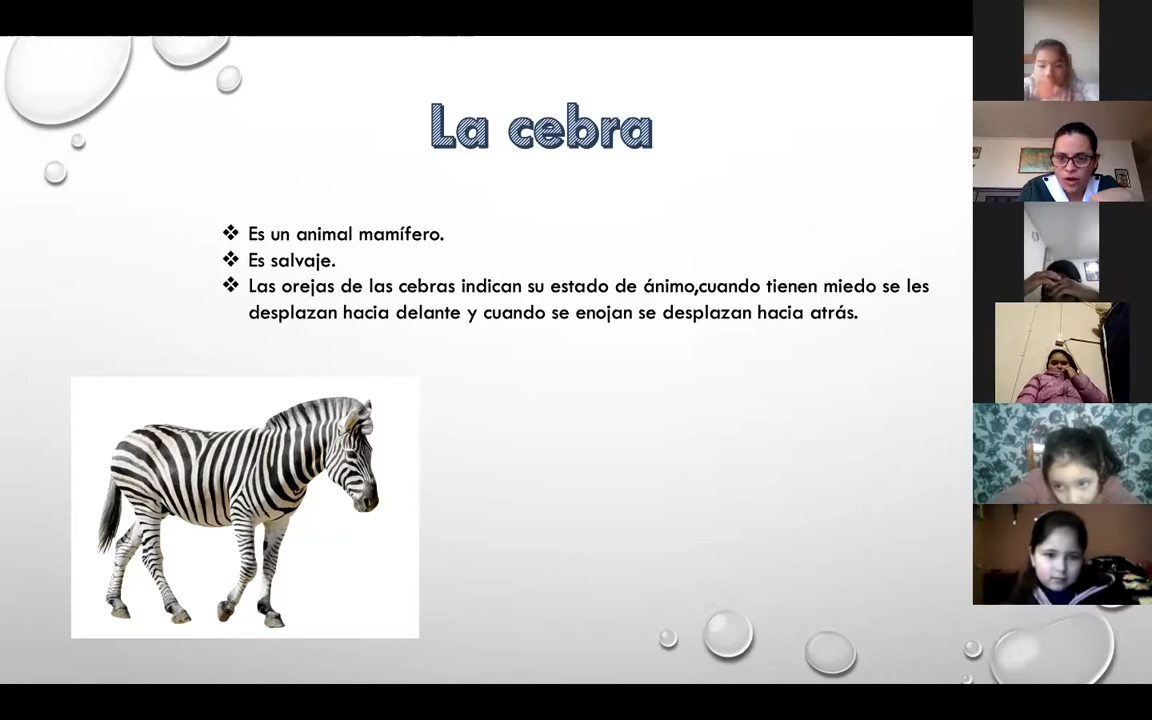 La cebra
❖ Es un animal mamífero.
❖ Es salvaje.
❖ Las orejas de las cebras indican su estado de ánimo,cuando tienen miedo se les
desplazan hacia delante y cuando se enojan se desplazan hacia atrás.